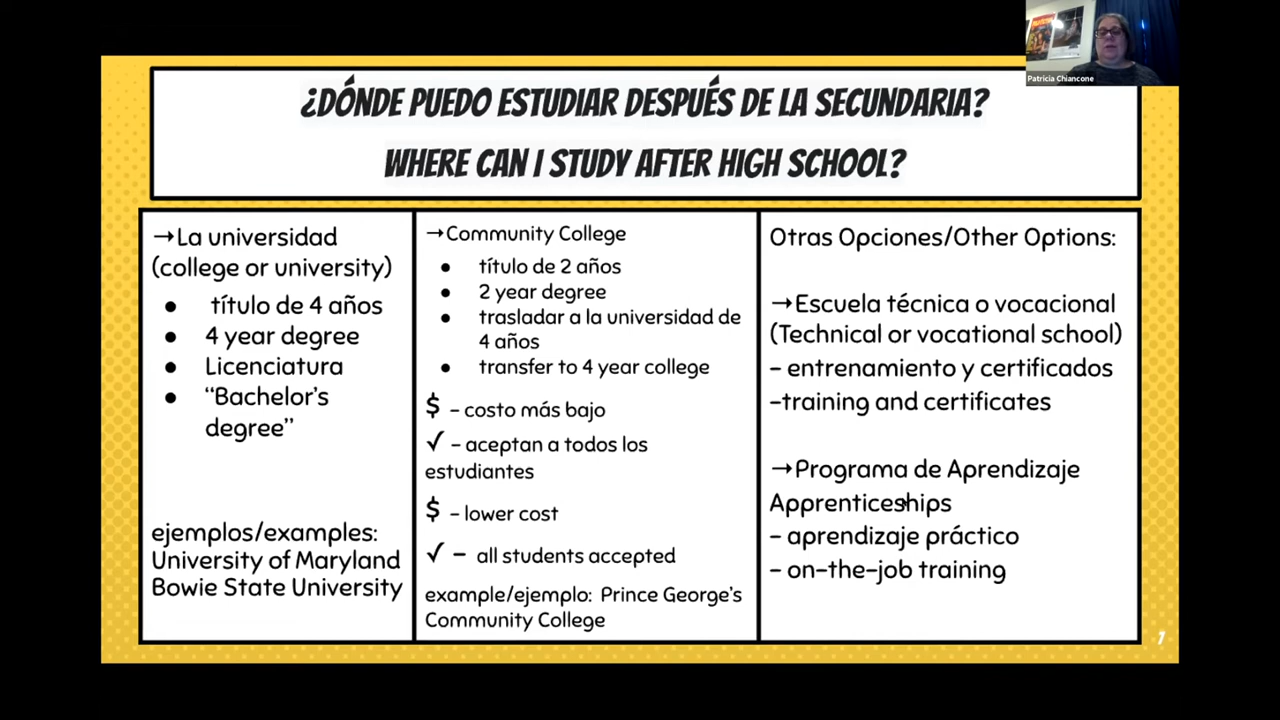 Patricia Chiancone
¿DÓNDE PUEDO ESTUDIAR DESPUÉS DE LA SECUNDARIA?
WHERE CAN I STUDY AFTER HIGH SCHOOL?
→La universidad
(college or university)
● título de 4 años
● 4 year degree
● Licenciatura
● “Bachelor’s
degree”
ejemplos/examples:
University of Maryland
Bowie State University
→Community College
● título de 2 años
● 2 year degree
● trasladar a la universidad de
4 años
● transfer to 4 year college
$ - costo más bajo
✓ - aceptan a todos los
estudiantes
$ - lower cost
✓ - all students accepted
example/ejemplo: Prince George’s
Community College
Otras Opciones/Other Options:
→Escuela técnica o vocacional
(Technical or vocational school)
- entrenamiento y certificados
-training and certificates
→Programa de Aprendizaje
Apprenticeships
- aprendizaje práctico
- on-the-job training
7